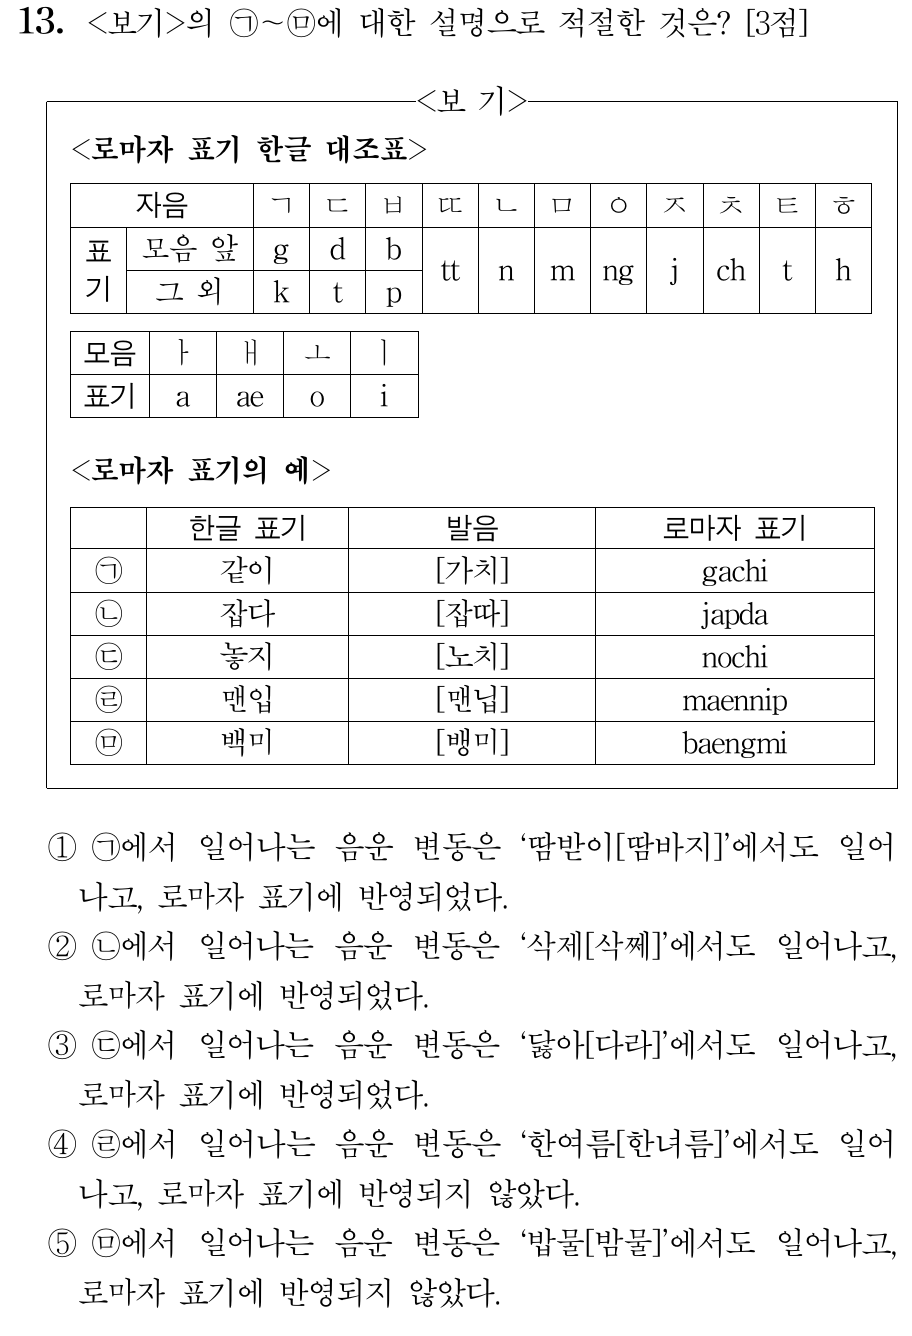 13. <보기>의 ㉠~㉤에 대한 설명으로 적절한 것은? [3점]
<보 기>
<로마자 표기 한글 대조표>
자음 ㄱ ㄷ ㅂ ㄸ ㄴ ㅁ ㅇ ㅈ ㅊ ㅌ ㅎ
표기 모음 앞 g d b tt n m ng j ch t h
그 외 k t p
모음 ㅏ ㅐ ㅗ ㅣ
표기 a ae o i
<로마자 표기의 예>
한글 표기 발음 로마자 표기
㉠ 같이 [가치] gachi
㉡ 잡다 [잡따] japda
㉢ 놓지 [노치] nochi
㉣ 맨입 [맨닙] maennip
㉤ 백미 [뱅미] baengmi
① ㉠에서 일어나는 음운 변동은 ‘땀받이[땀바지]’에서도 일어
나고, 로마자 표기에 반영되었다.
② ㉡에서 일어나는 음운 변동은 ‘삭제[삭쩨]’에서도 일어나고,
로마자 표기에 반영되었다.
③ ㉢에서 일어나는 음운 변동은 ‘닳아[다라]’에서도 일어나고,
로마자 표기에 반영되었다.
④ ㉣에서 일어나는 음운 변동은 ‘한여름[한녀름]’에서도 일어
나고, 로마자 표기에 반영되지 않았다.
⑤ ㉤에서 일어나는 음운 변동은 ‘밥물[밤물]’에서도 일어나고,
로마자 표기에 반영되지 않았다.